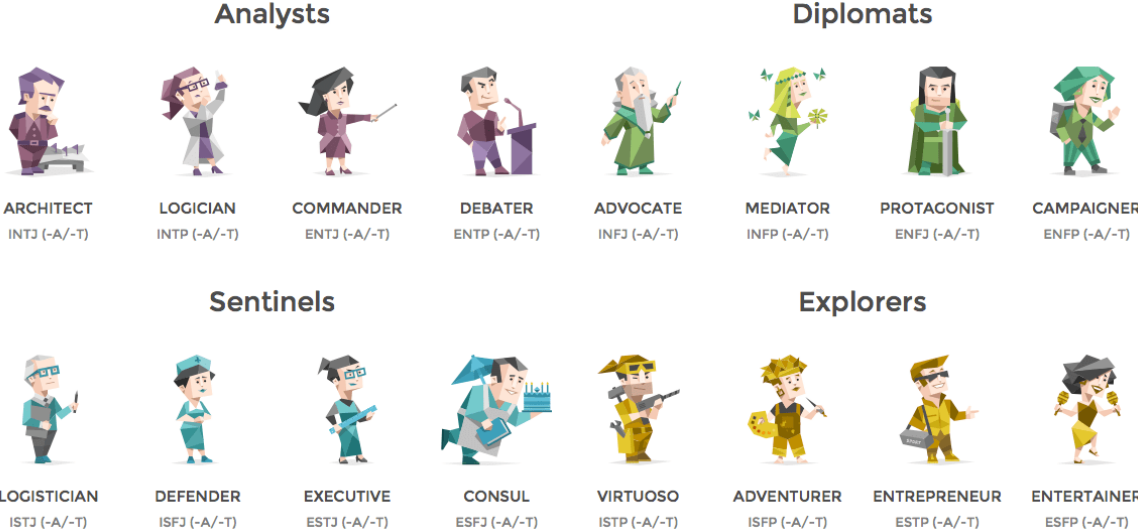 Analysts
Diplomats
ARCHITECT
LOGICIAN
COMMANDER
DEBATER
ADVOCATE
MEDIATOR
PROTAGONIST
CAMPAIGNER
INTJ (-A/-T)
INTP (-A/-T)
ENTJ (-A/-T)
ENTP (-A/-T)
INFJ (-A/-T)
INFP (-A/-T)
ENFJ (-A/-T)
ENFP (-A/-T)
Sentinels
Explorers
LOGISTICIAN
DEFENDER
EXECUTIVE
CONSUL
VIRTUOSO
ADVENTURER
ENTREPRENEUR
ENTERTAINER
ISTJ (-A/-T)
ISFJ (-A/-T)
ESTJ (-A/-T)
ESFJ (-A/-T)
ISTP (-A/-T)
ISFP (-A/-T)
ESTP (-A/-T)
ESFP (-A/-T)